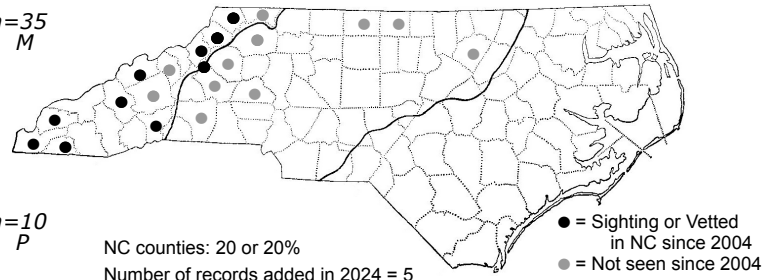 n=35
M
n=10
P
NC counties: 20 or 20%
Number of records added in 2024 = 5
● = Sighting or Vetted
in NC since 2004
● = Not seen since 2004